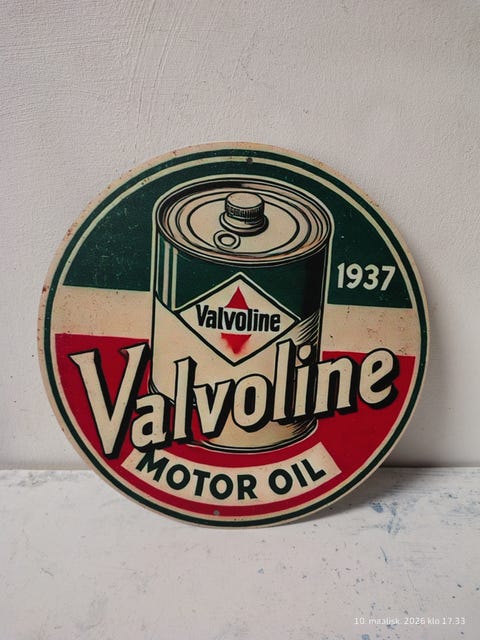 1937
Valvoline
Valvoline
MOTOR OIL
10. maalisk. 2026 klo 17.33